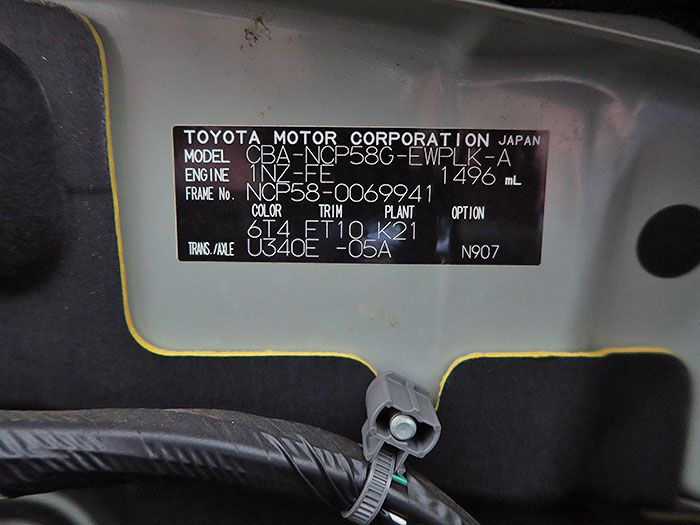 TOYOTA MOTOR CORPORATION JAPAN
MODEL CBA-NCP58G-EWPLK-A
ENGINE 1NZ-FE 1496 mL
FRAME No. NCP58-0069941
COLOR TRIM PLANT OPTION
6T4 FT10 K21
TRANS./AXLE U340E -05A N907